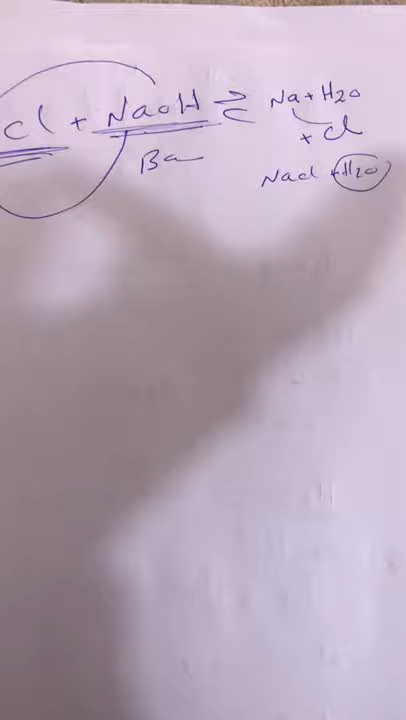 Cl + NaOH ⇌ Na + H2O
+ Cl
Ba
NaCl + H2O